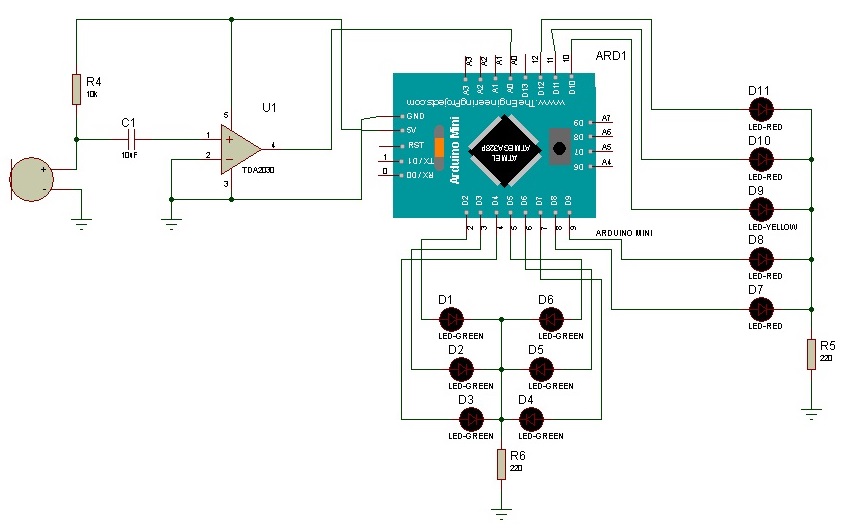 R4
10k
C1
10uF
U1
TDA2030
5
1
2
3
4
+
-
ARD1
A3
A2
A1
A0
12
11
10
A3
A2
A1
A0
D13
D12
D11
D10
www.TheEngineeringProjects.com
GND
5V
RST
TX/D1
RX/D0
1
0
Arduino Mini
ATMEL
ATMEGA328P
D9
D8
D7
D6
A7
A6
A5
A4
D2
D3
D4
D5
D6
D7
D8
D9
2
3
4
5
6
7
8
9
ARDUINO MINI
D11
LED-RED
D10
LED-RED
D9
LED-YELLOW
D8
LED-RED
D7
LED-RED
R5
220
D1
LED-GREEN
D6
LED-GREEN
D2
LED-GREEN
D5
LED-GREEN
D3
LED-GREEN
D4
LED-GREEN
R6
220